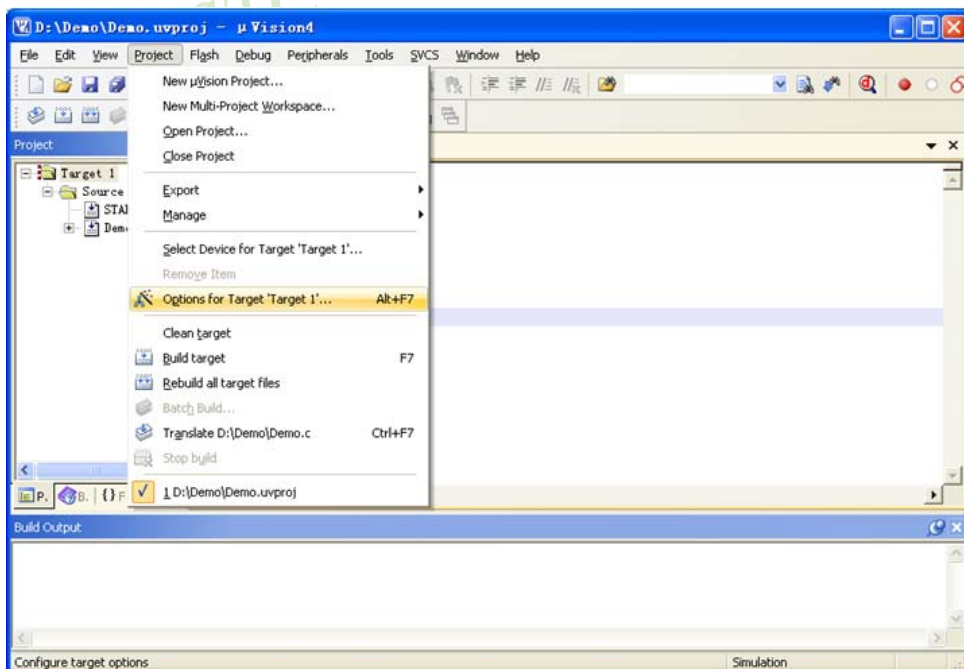 D:\Demo\Demo.uvproj - µVision4
File Edit View Project Flash Debug Peripherals Tools SVCS Window Help
New µVision Project...
New Multi-Project Workspace...
Open Project...
Close Project
Project
Target 1
Source
Export
Manage
Select Device for Target 'Target 1'...
Remove Item
Options for Target 'Target 1'... Alt+F7
Clean target
Build target F7
Rebuild all target files
Batch Build...
Translate D:\Demo\Demo.c Ctrl+F7
Stop build
1 D:\Demo\Demo.uvproj
P. B. {} F
Build Output
Configure target options Simulation